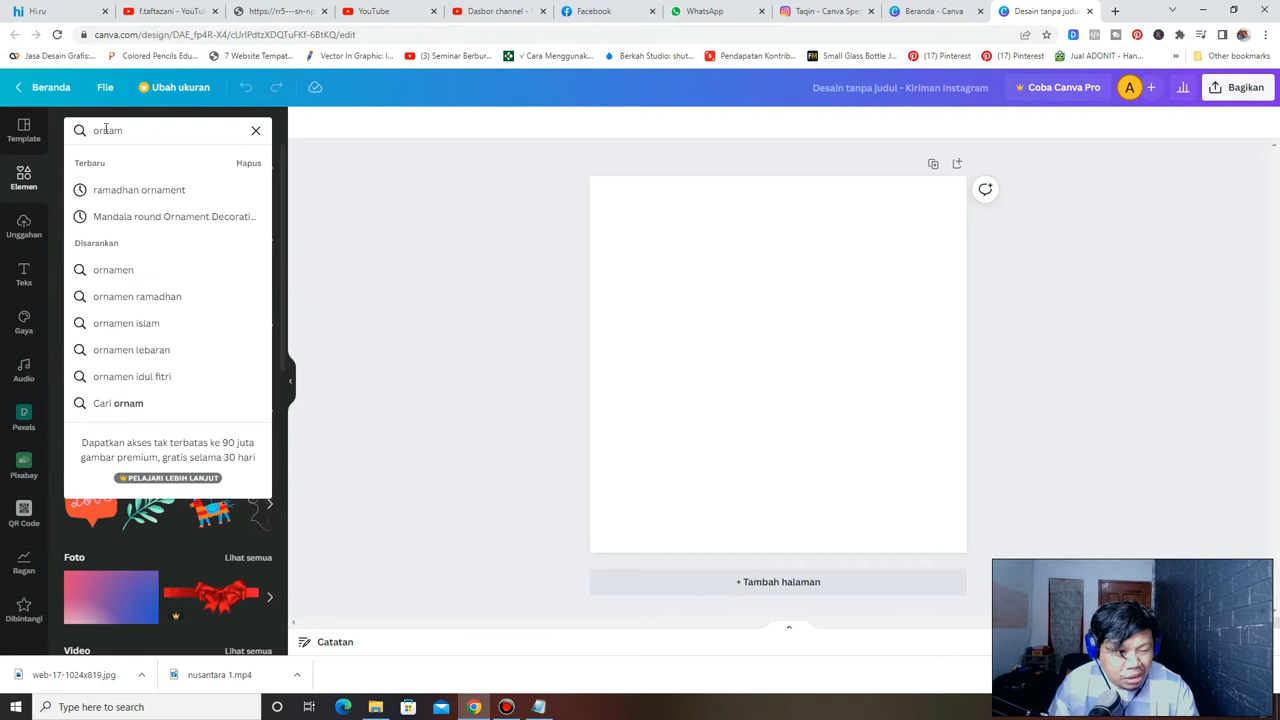 Hi.ru
f.taftazani - YouTu
https://rr5---sn-np
YouTube
Dasbor channel - Y
Facebook
WhatsApp
Taqin - Canva Spe
Beranda - Canva
Desain tanpa judul
canva.com/design/DAE_fp4R-X4/cUrlPdtzXDQTuFKf-6BtKQ/edit
Jasa Desain Grafis:...
Colored Pencils Edu...
7 Website Tempat...
Vector In Graphic: I...
(3) Seminar Berbur...
√ Cara Menggunak...
Berkah Studio: shut...
Pendapatan Kontrib...
Small Glass Bottle J...
(17) Pinterest
(17) Pinterest
Jual ADONIT - Han...
Other bookmarks
Beranda
File
Ubah ukuran
Desain tanpa judul - Kiriman Instagram
Coba Canva Pro
A
Bagikan
Template
Elemen
Unggahan
Teks
Gaya
Audio
Pexels
Pixabay
QR Code
Bagan
Dibintangi
ornam
Terbaru
Hapus
ramadhan ornament
Mandala round Ornament Decorati...
Disarankan
ornamen
ornamen ramadhan
ornamen islam
ornamen lebaran
ornamen idul fitri
Cari ornam
Dapatkan akses tak terbatas ke 90 juta
gambar premium, gratis selama 30 hari
PELAJARI LEBIH LANJUT
Foto
Lihat semua
Video
Lihat semua
+ Tambah halaman
Catatan
web-17-1024x819.jpg
nusantara 1.mp4
Type here to search